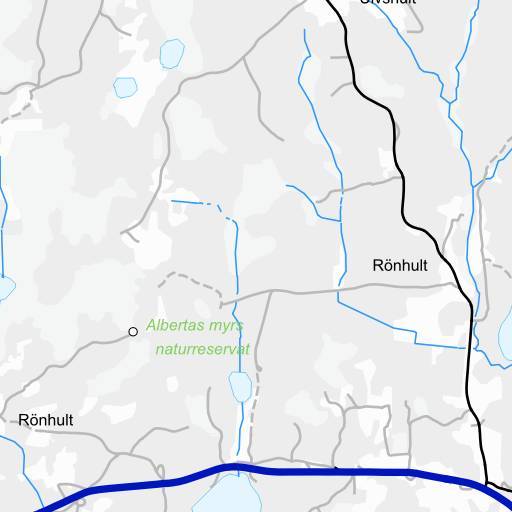 Rönhult
Albertas myrs
naturreservat
Rönhult